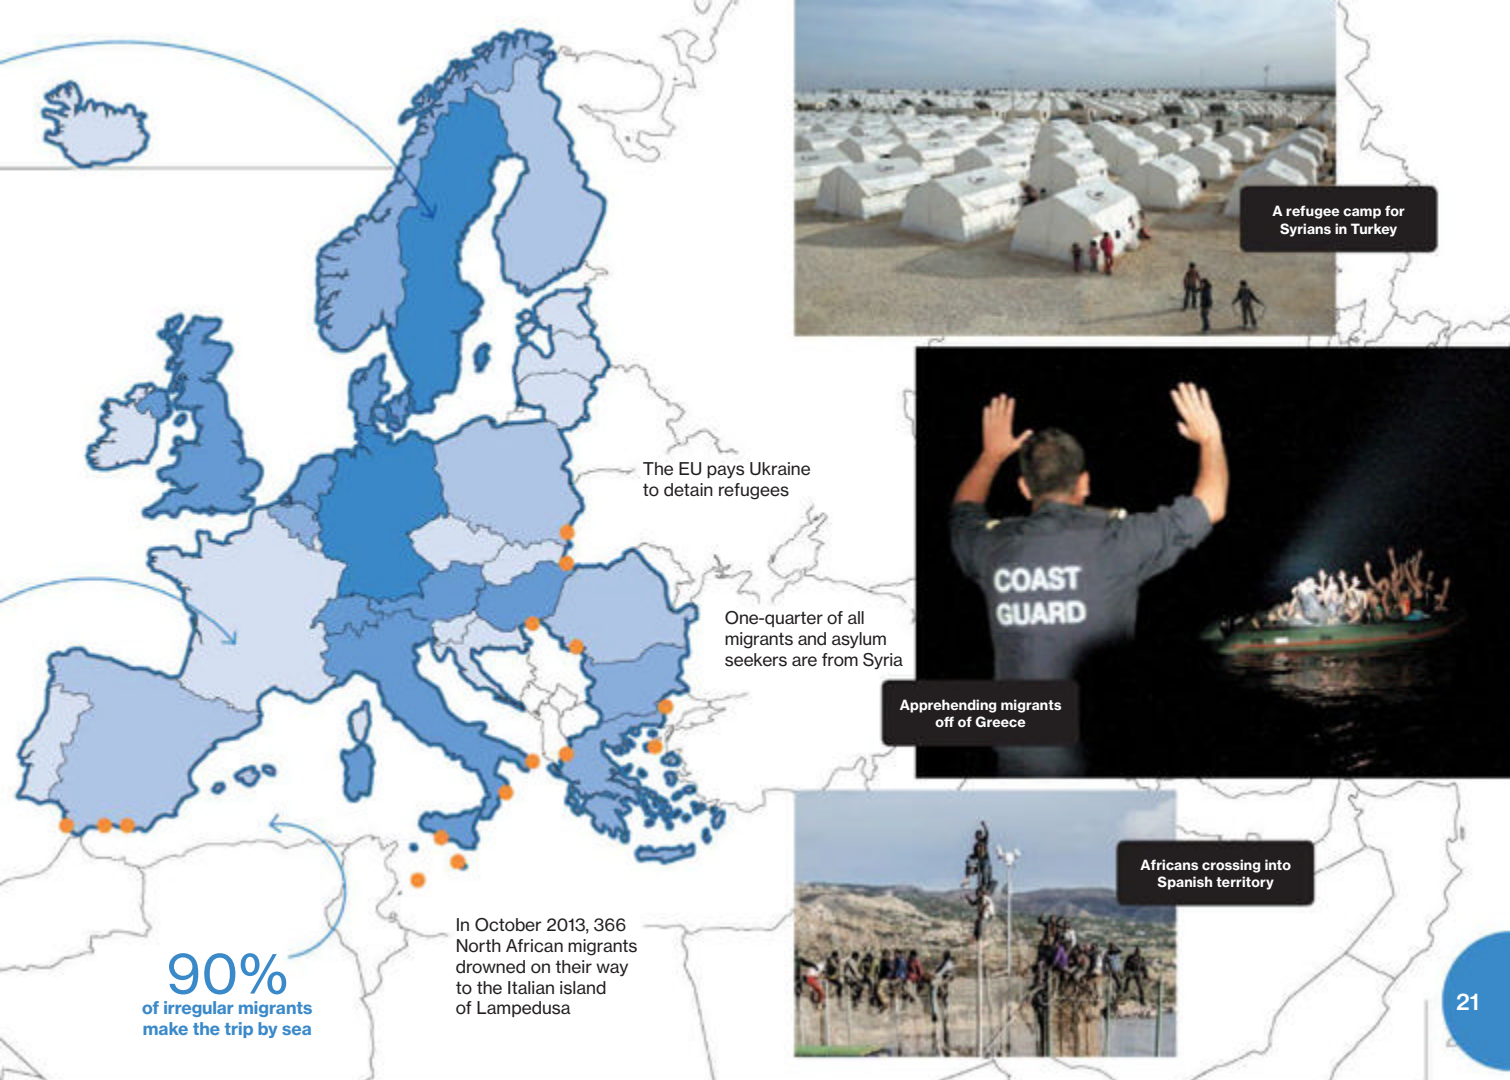 A refugee camp for
Syrians in Turkey
The EU pays Ukraine
to detain refugees
COAST
GUARD
One-quarter of all
migrants and asylum
seekers are from Syria
Apprehending migrants
off of Greece
Africans crossing into
Spanish territory
In October 2013, 366
North African migrants
drowned on their way
to the Italian island
of Lampedusa
90%
of irregular migrants
make the trip by sea
21